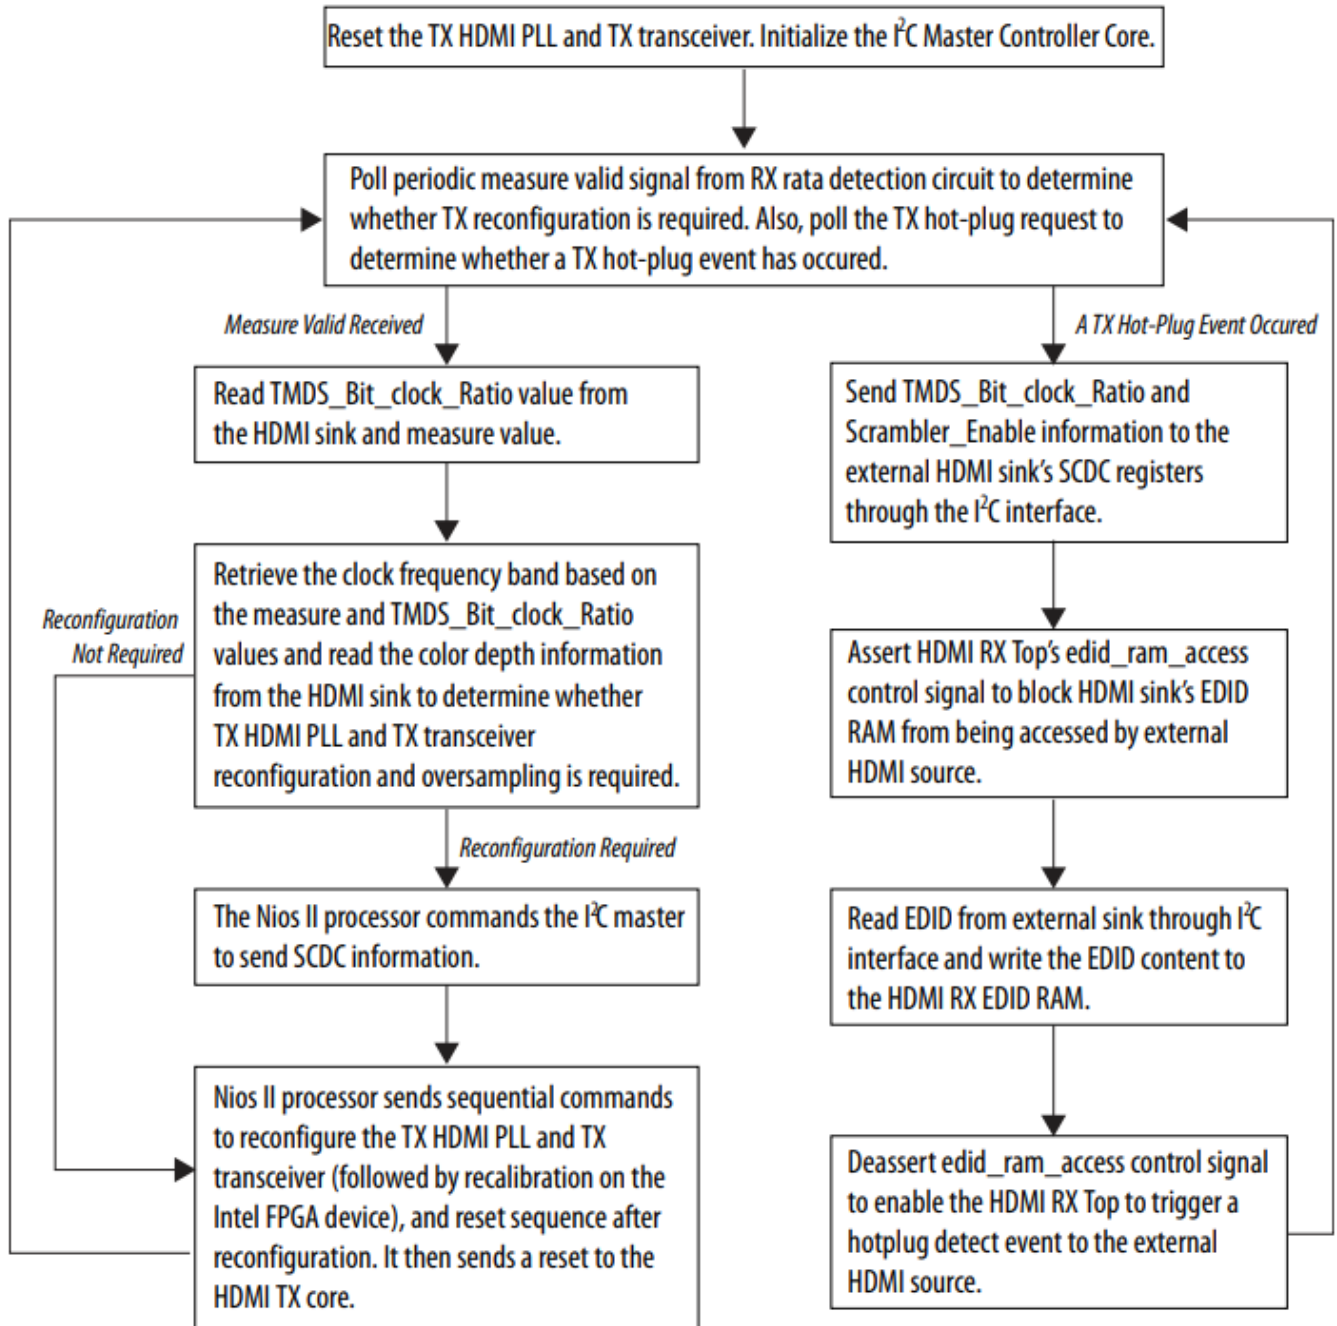 Reset the TX HDMI PLL and TX transceiver. Initialize the I²C Master Controller Core.
Poll periodic measure valid signal from RX rata detection circuit to determine
whether TX reconfiguration is required. Also, poll the TX hot-plug request to
determine whether a TX hot-plug event has occured.
Measure Valid Received
Read TMDS_Bit_clock_Ratio value from
the HDMI sink and measure value.
Retrieve the clock frequency band based on
the measure and TMDS_Bit_clock_Ratio
values and read the color depth information
from the HDMI sink to determine whether
TX HDMI PLL and TX transceiver
reconfiguration and oversampling is required.
Reconfiguration
Not Required
Reconfiguration Required
The Nios II processor commands the I²C master
to send SCDC information.
Nios II processor sends sequential commands
to reconfigure the TX HDMI PLL and TX
transceiver (followed by recalibration on the
Intel FPGA device), and reset sequence after
reconfiguration. It then sends a reset to the
HDMI TX core.
A TX Hot-Plug Event Occured
Send TMDS_Bit_clock_Ratio and
Scrambler_Enable information to the
external HDMI sink's SCDC registers
through the I²C interface.
Assert HDMI RX Top's edid_ram_access
control signal to block HDMI sink's EDID
RAM from being accessed by external
HDMI source.
Read EDID from external sink through I²C
interface and write the EDID content to
the HDMI RX EDID RAM.
Deassert edid_ram_access control signal
to enable the HDMI RX Top to trigger a
hotplug detect event to the external
HDMI source.